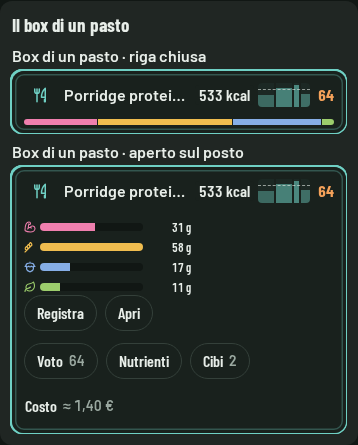 Il box di un pasto
Box di un pasto · riga chiusa
Porridge protei... 533 kcal 64
Box di un pasto · aperto sul posto
Porridge protei... 533 kcal 64
31 g
58 g
17 g
11 g
Registra Apri
Voto 64 Nutrienti Cibi 2
Costo ≈ 1,40 €